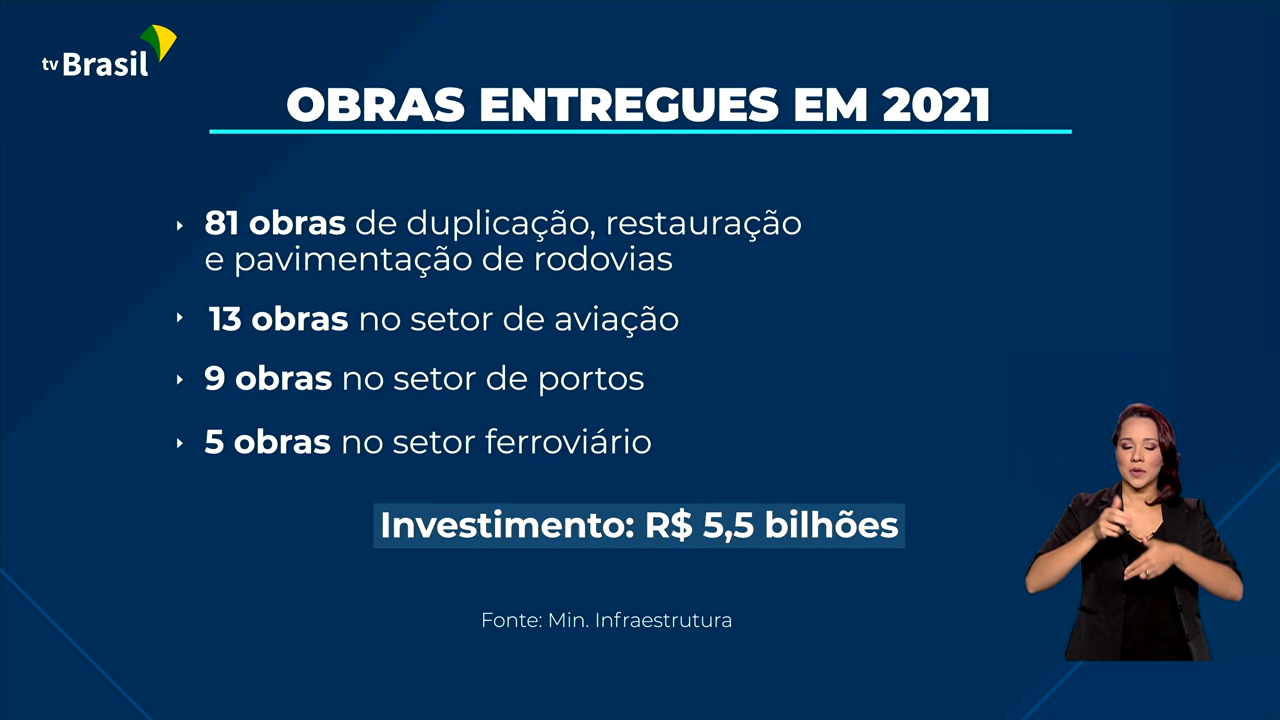 tv Brasil
OBRAS ENTREGUES EM 2021
81 obras de duplicação, restauração
e pavimentação de rodovias
13 obras no setor de aviação
9 obras no setor de portos
5 obras no setor ferroviário
Investimento: R$ 5,5 bilhões
Fonte: Min. Infraestrutura